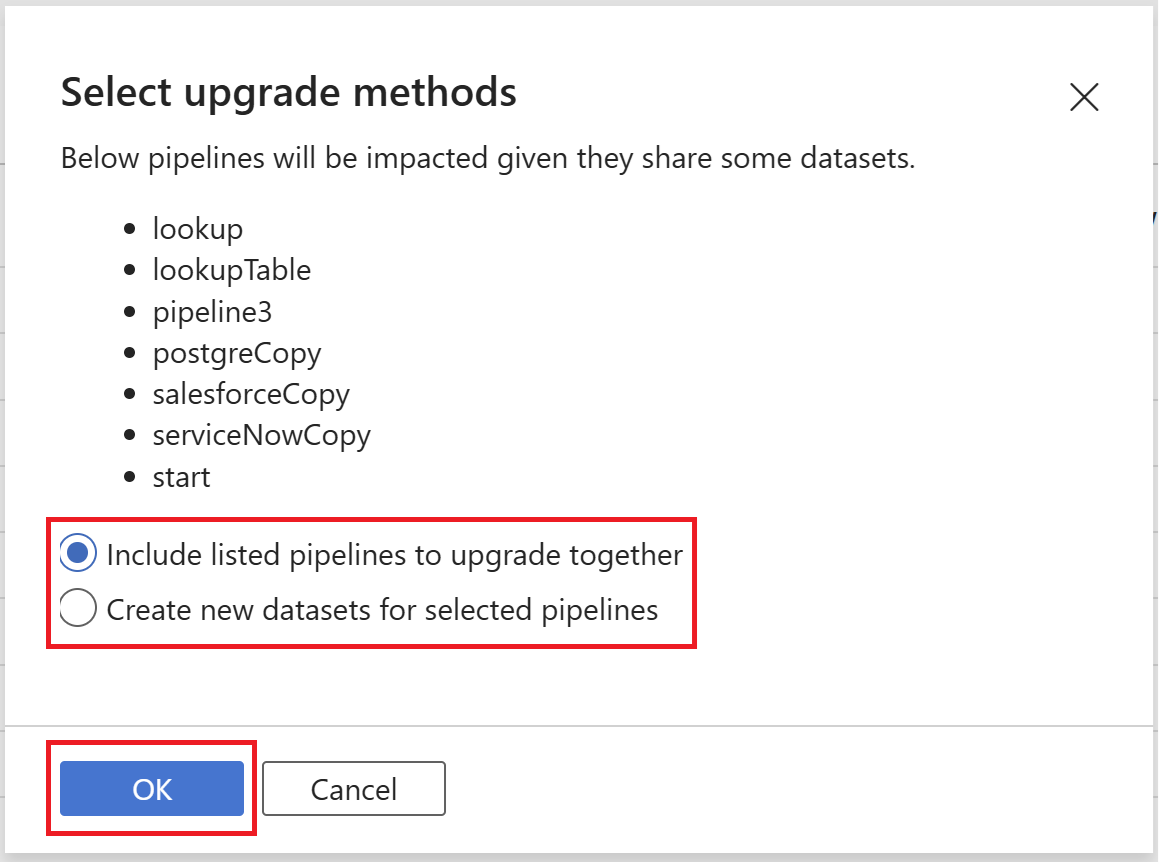 Select upgrade methods
Below pipelines will be impacted given they share some datasets.
lookup
lookupTable
pipeline3
postgreCopy
salesforceCopy
serviceNowCopy
start
Include listed pipelines to upgrade together
Create new datasets for selected pipelines
OK Cancel